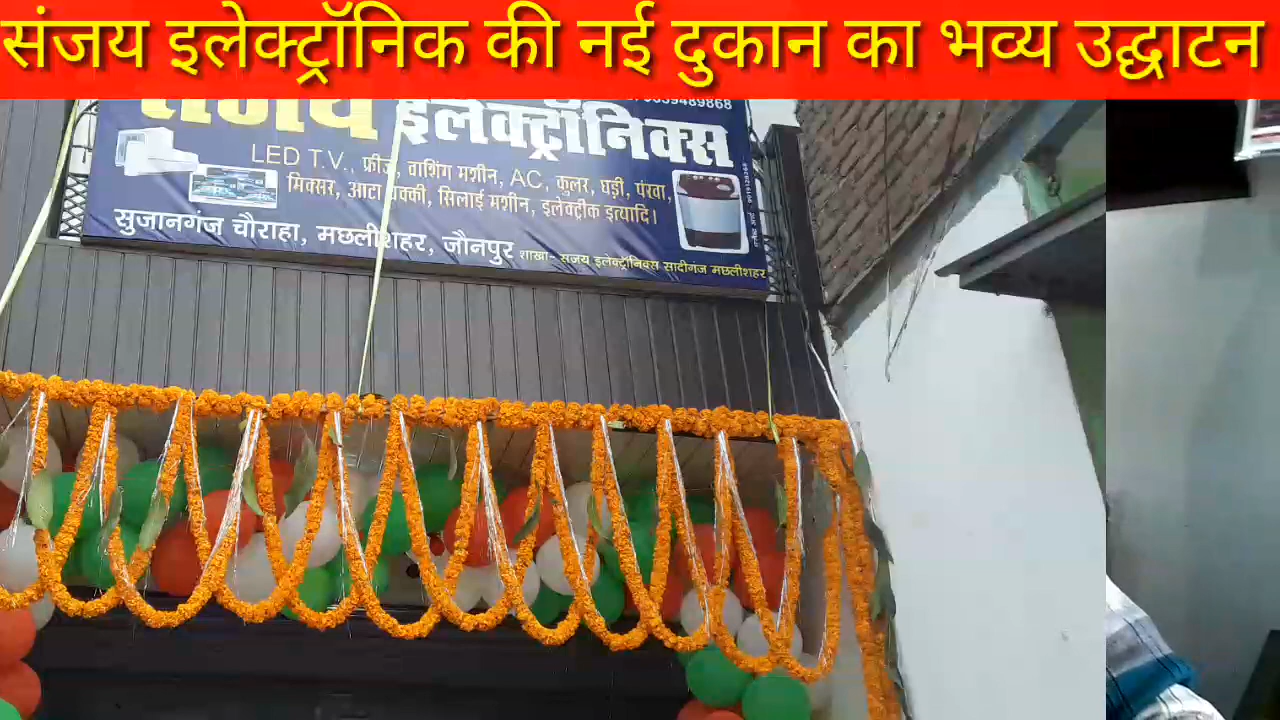 संजय इलेक्ट्रॉनिक की नई दुकान का भव्य उद्घाटन
संजय इलेक्ट्रॉनिक्स
LED T.V., फ्रीज, वाशिंग मशीन, AC, कुलर, घड़ी, पंखा,
मिक्सर, आटा चक्की, सिलाई मशीन, इलेक्ट्रीक इत्यादि।
सुजानगंज चौराहा, मछलीशहर, जौनपुर
शाखा- संजय इलेक्ट्रॉनिक्स सादीगंज मछलीशहर